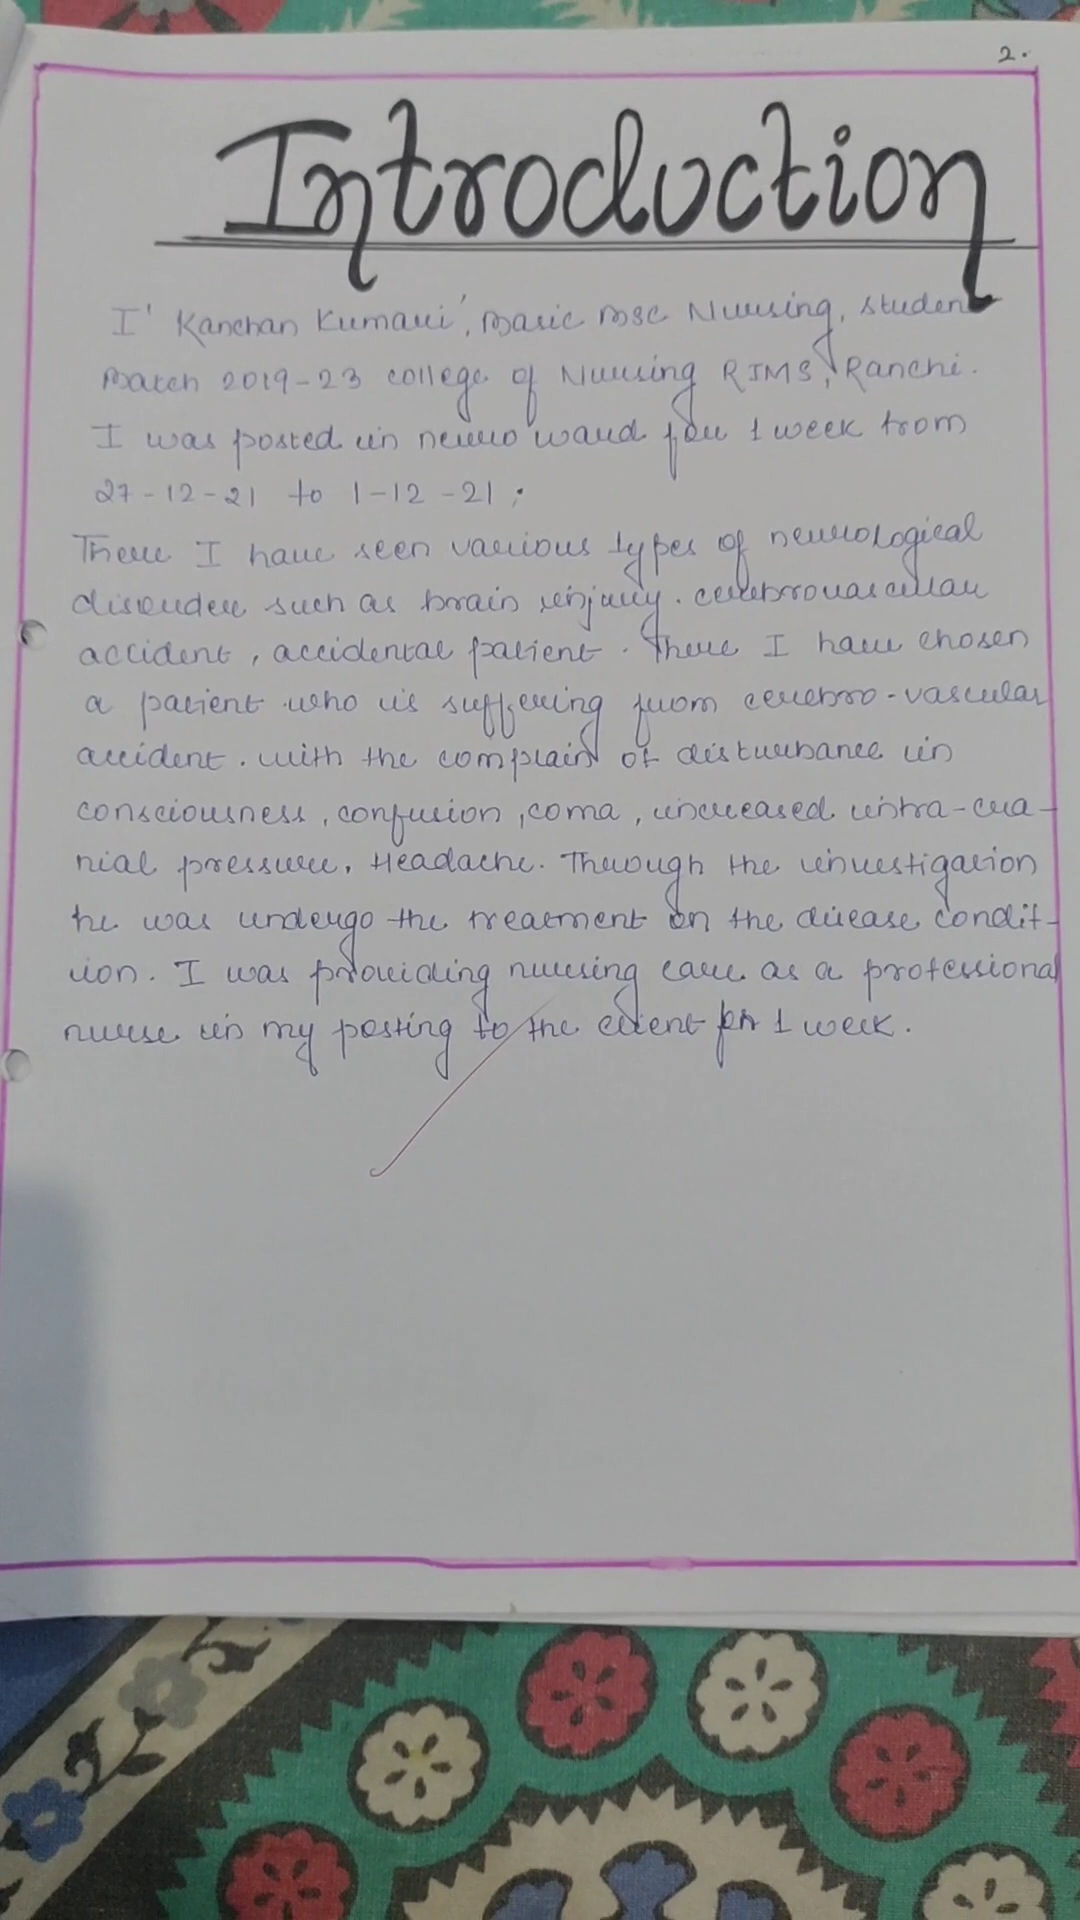 2.
Introduction
I 'Kanchan Kumari', Basic Bsc Nursing, student
Batch 2019-23 college of Nursing RIMS, Ranchi.
I was posted in neuro ward for 1 week from
27-12-21 to 1-12-21.
There I have seen various types of neurological
disorder such as brain injury. cerebrovascular
accident, accidental patient. There I have chosen
a patient who is suffering from cerebro-vascular
accident. with the complain of disturbance in
consciousness, confusion, coma, increased intra-cra-
nial pressure, Headache. Through the investigation
he was undergo the treatment on the disease condit-
ion. I was providing nursing care as a professional
nurse in my posting to the client for 1 week.